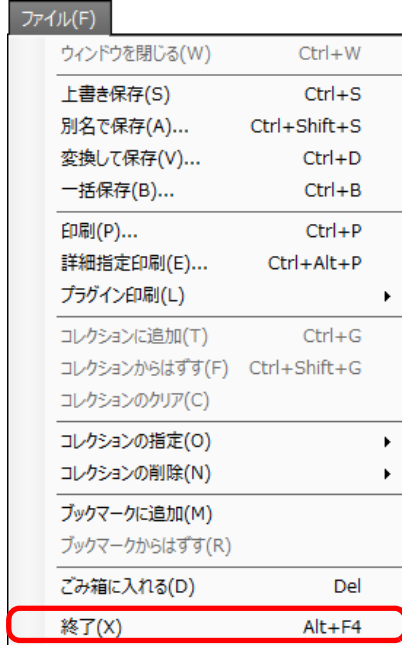 ファイル(F)
ウィンドウを閉じる(W) Ctrl+W
上書き保存(S) Ctrl+S
別名で保存(A)... Ctrl+Shift+S
変換して保存(V)... Ctrl+D
一括保存(B)... Ctrl+B
印刷(P)... Ctrl+P
詳細指定印刷(E)... Ctrl+Alt+P
プラグイン印刷(L)
コレクションに追加(T) Ctrl+G
コレクションからはずす(F) Ctrl+Shift+G
コレクションのクリア(C)
コレクションの指定(O)
コレクションの削除(N)
ブックマークに追加(M)
ブックマークからはずす(R)
ごみ箱に入れる(D) Del
終了(X) Alt+F4